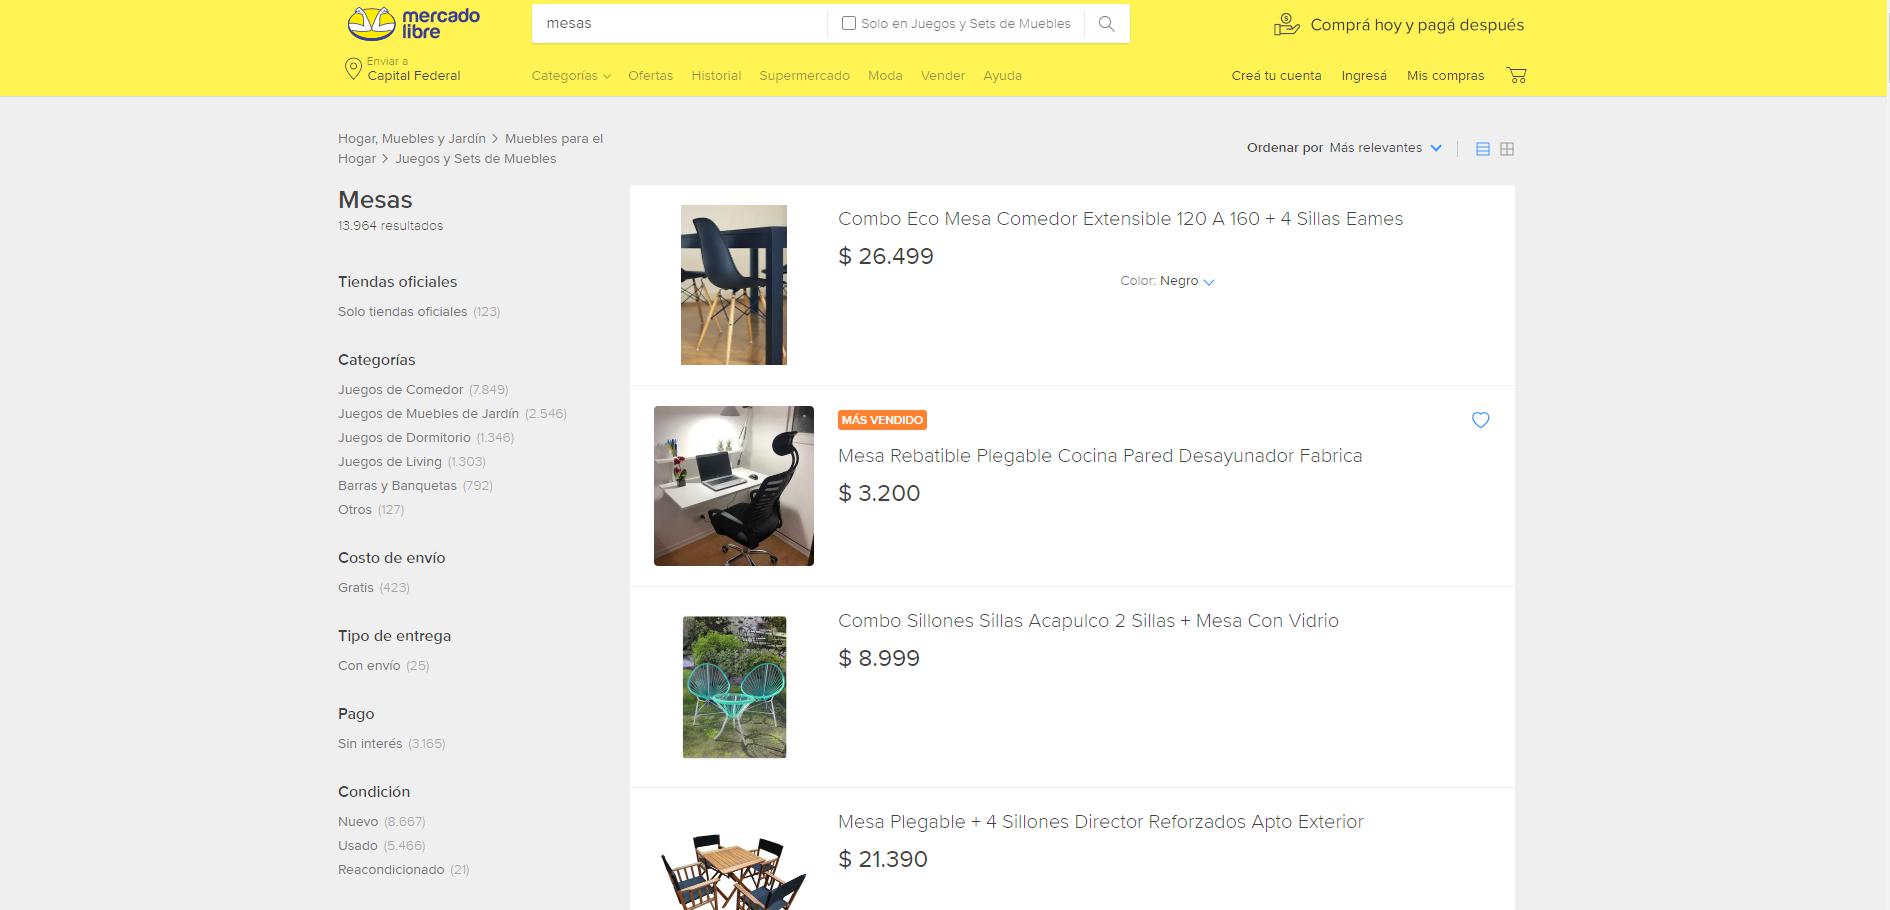 mercado
libre
mesas
Solo en Juegos y Sets de Muebles
Comprá hoy y pagá después
Enviar a
Capital Federal
Categorías Ofertas Historial Supermercado Moda Vender Ayuda
Creá tu cuenta Ingresá Mis compras
Hogar, Muebles y Jardín > Muebles para el
Hogar > Juegos y Sets de Muebles
Ordenar por Más relevantes
Mesas
13.964 resultados
Tiendas oficiales
Solo tiendas oficiales (123)
Categorías
Juegos de Comedor (7.849)
Juegos de Muebles de Jardín (2.546)
Juegos de Dormitorio (1.346)
Juegos de Living (1.303)
Barras y Banquetas (792)
Otros (127)
Costo de envío
Gratis (423)
Tipo de entrega
Con envío (25)
Pago
Sin interés (3.165)
Condición
Nuevo (8.667)
Usado (5.466)
Reacondicionado (21)
Combo Eco Mesa Comedor Extensible 120 A 160 + 4 Sillas Eames
$ 26.499
Color: Negro
MÁS VENDIDO
Mesa Rebatible Plegable Cocina Pared Desayunador Fabrica
$ 3.200
Combo Sillones Sillas Acapulco 2 Sillas + Mesa Con Vidrio
$ 8.999
Mesa Plegable + 4 Sillones Director Reforzados Apto Exterior
$ 21.390